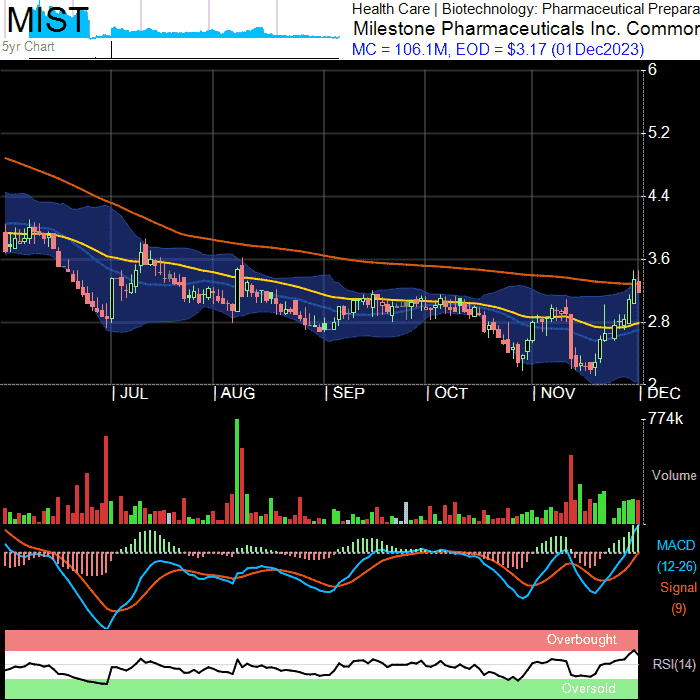 MIST
Health Care | Biotechnology: Pharmaceutical Prepara
Milestone Pharmaceuticals Inc. Common
5yr Chart
MC = 106.1M, EOD = $3.17 (01Dec2023)
6
5.2
4.4
3.6
2.8
2
| JUL | AUG | SEP | OCT | NOV | DEC
774k
Volume
MACD
(12-26)
Signal
(9)
Overbought
RSI(14)
Oversold